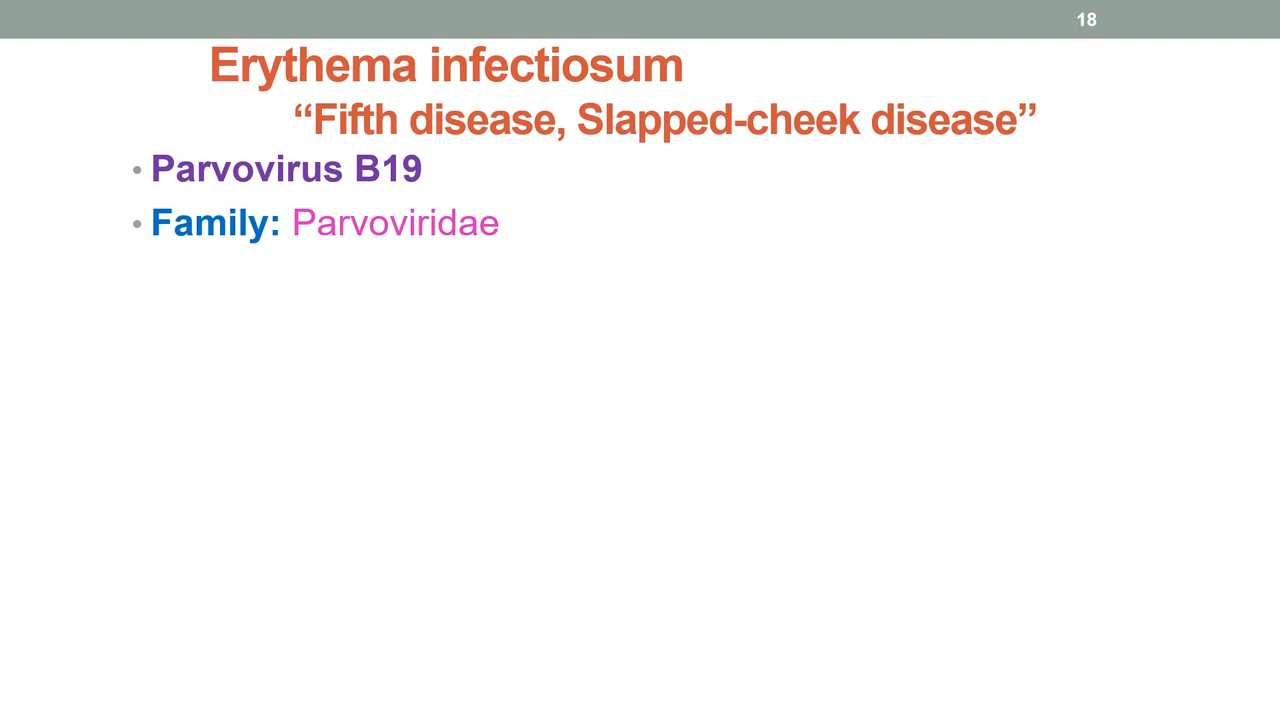 18
Erythema infectiosum
“Fifth disease, Slapped-cheek disease”
• Parvovirus B19
• Family: Parvoviridae